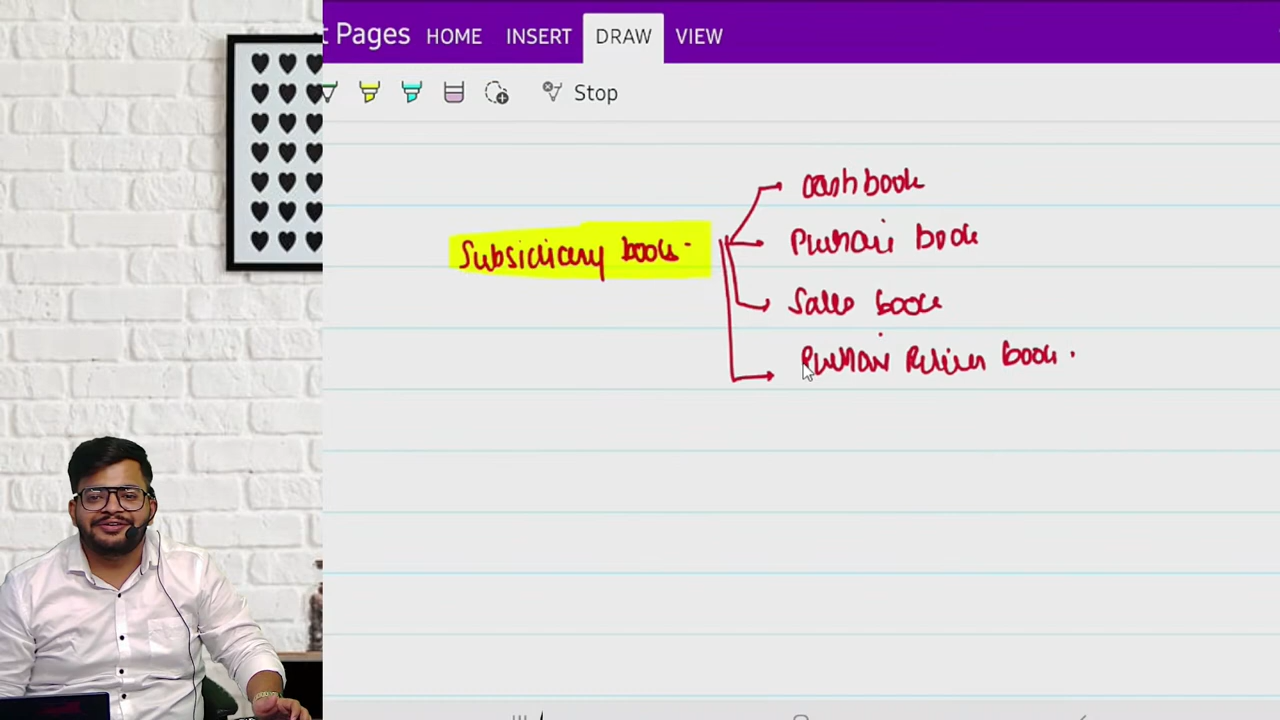 t Pages HOME INSERT DRAW VIEW
Stop
Subsidiary book
cash book
Purchase book
Sales book
Purchase Return book.